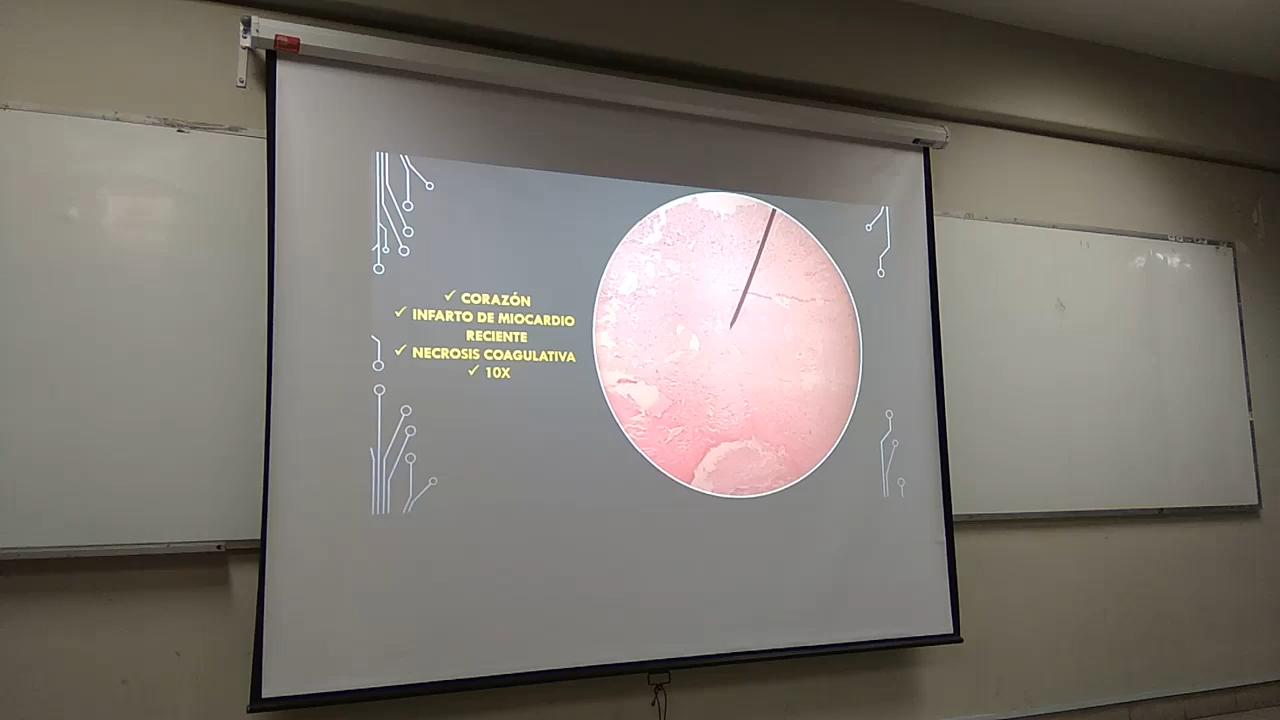 ✓ CORAZÓN
✓ INFARTO DE MIOCARDIO
RECIENTE
✓ NECROSIS COAGULATIVA
✓ 10X